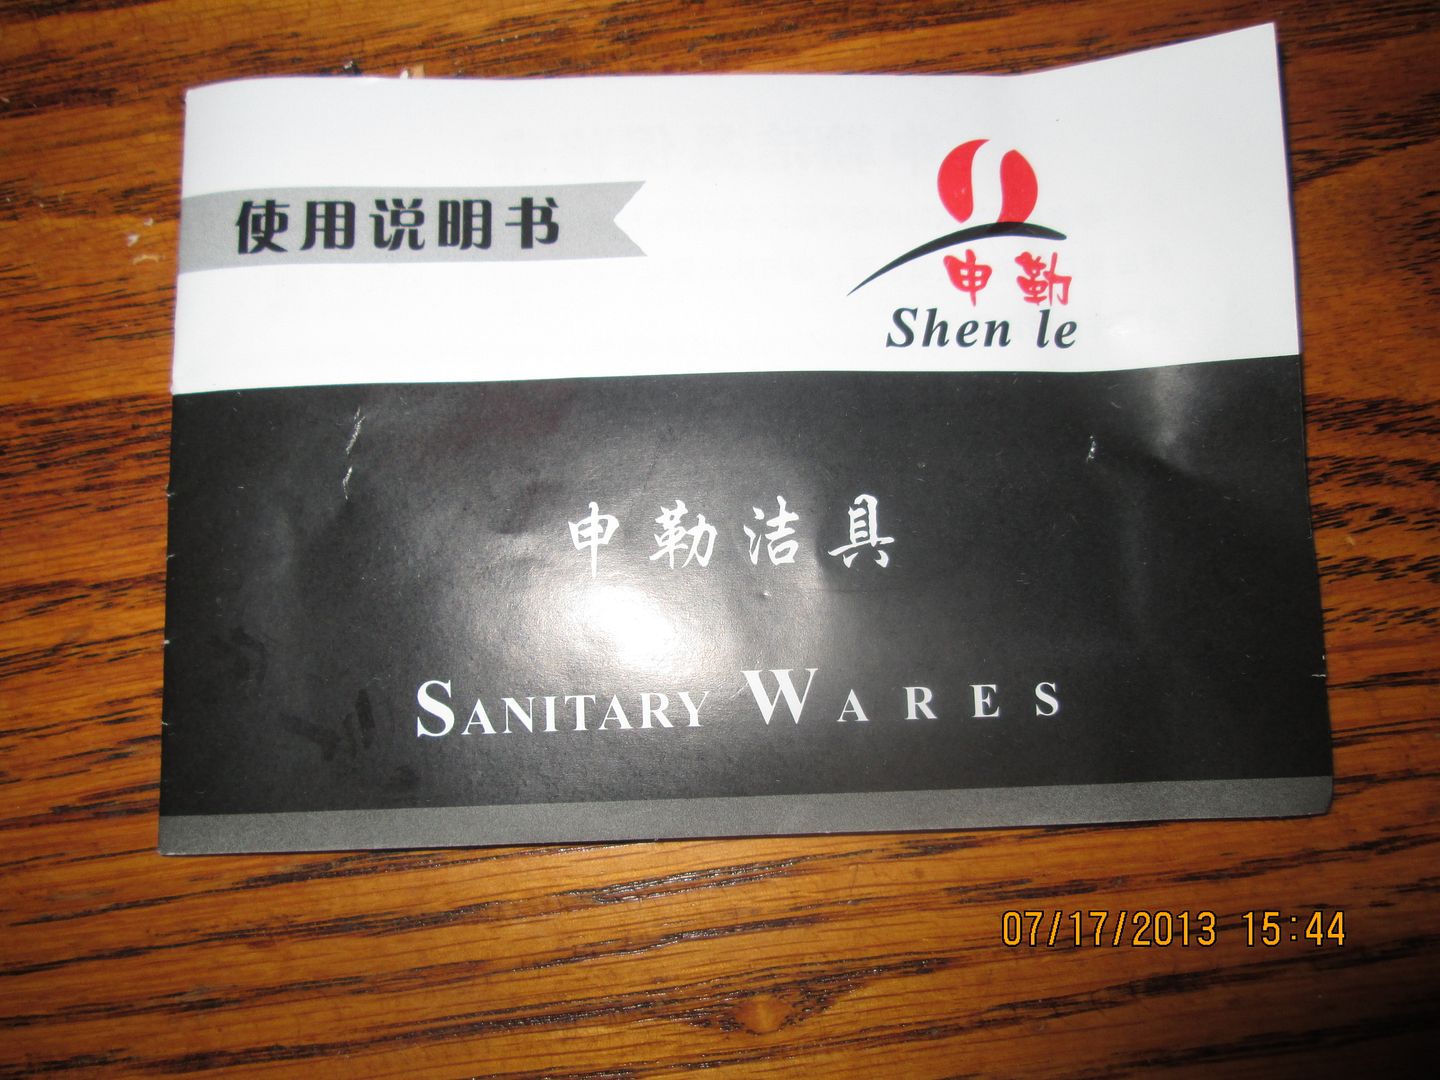 使用说明书
申勒
Shen le
申勒洁具
SANITARY WARES
07/17/2013 15:44